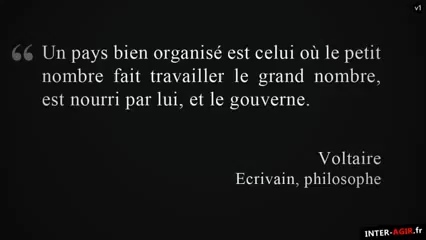 v1
“ Un pays bien organisé est celui où le petit
nombre fait travailler le grand nombre,
est nourri par lui, et le gouverne.
Voltaire
Ecrivain, philosophe
INTER-AGIR.fr